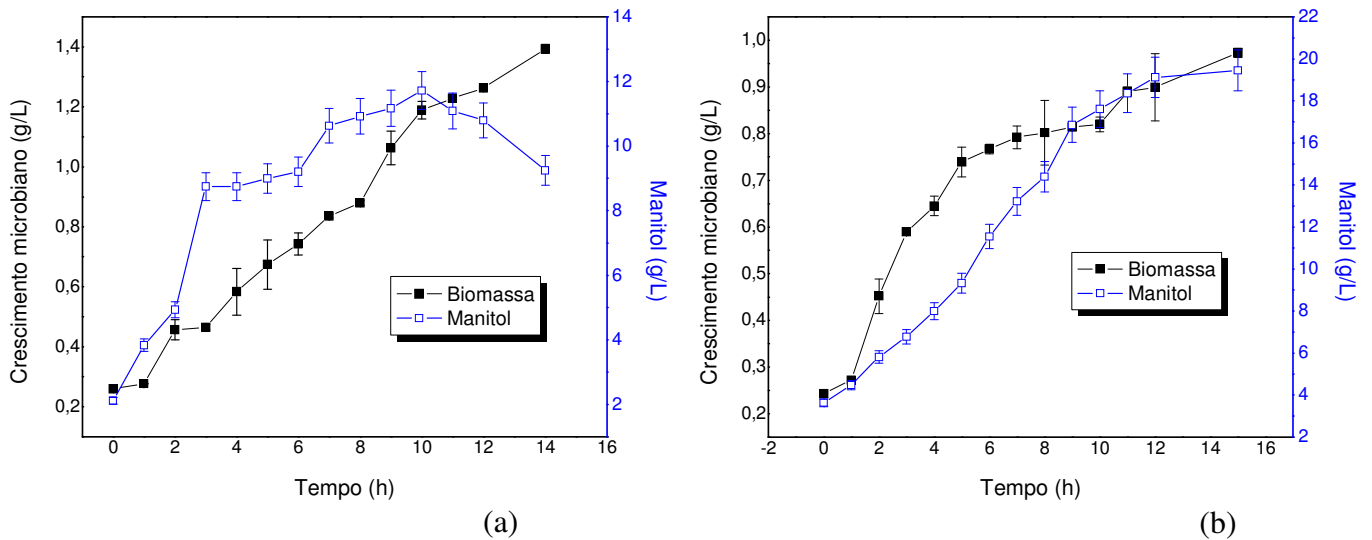 Crescimento microbiano (g/L)
1,4
1,2
1,0
0,8
0,6
0,4
0,2
14
12
10
8
6
4
2
Manitol (g/L)
Biomassa
Manitol
0 2 4 6 8 10 12 14 16
Tempo (h)
(a)
Crescimento microbiano (g/L)
1,0
0,9
0,8
0,7
0,6
0,5
0,4
0,3
0,2
22
20
18
16
14
12
10
8
6
4
2
Manitol (g/L)
Biomassa
Manitol
-2 0 2 4 6 8 10 12 14 16
Tempo (h)
(b)